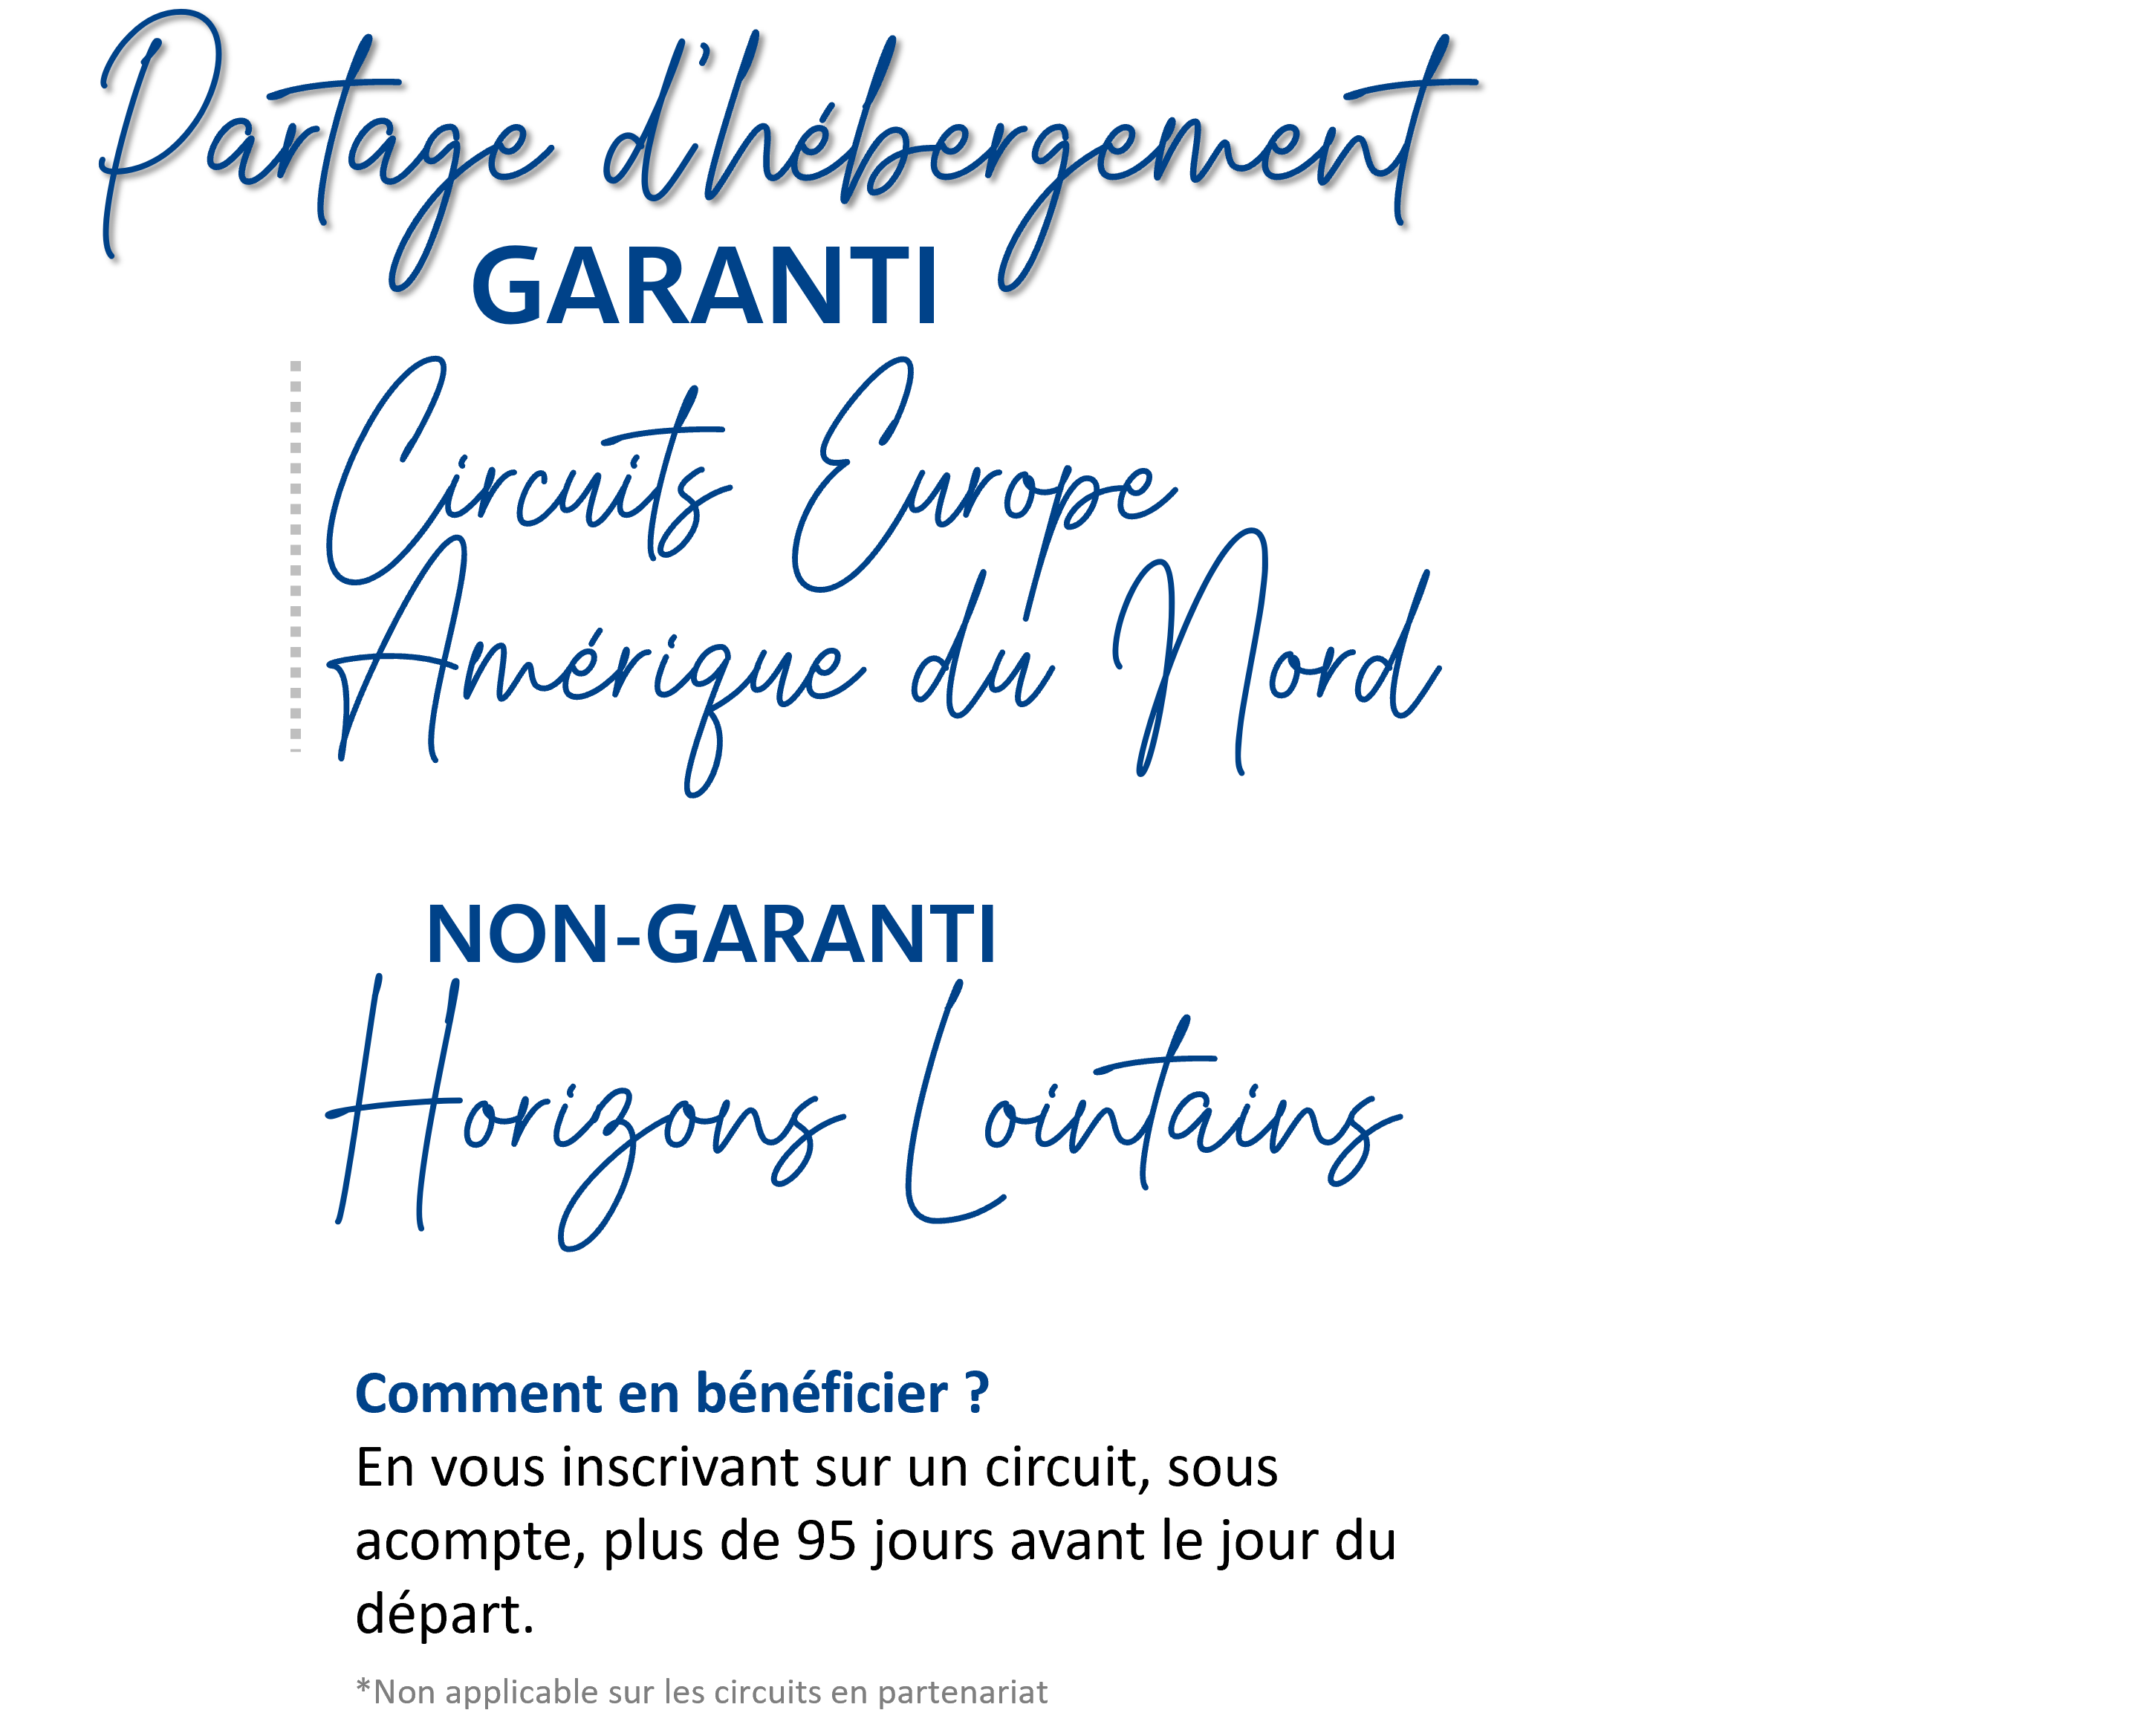 Partage d'hébergement
GARANTI
Circuits Europe
Amérique du Nord
NON-GARANTI
Horizons Lointains
Comment en bénéficier ?
En vous inscrivant sur un circuit, sous
acompte, plus de 95 jours avant le jour du
départ.
*Non applicable sur les circuits en partenariat